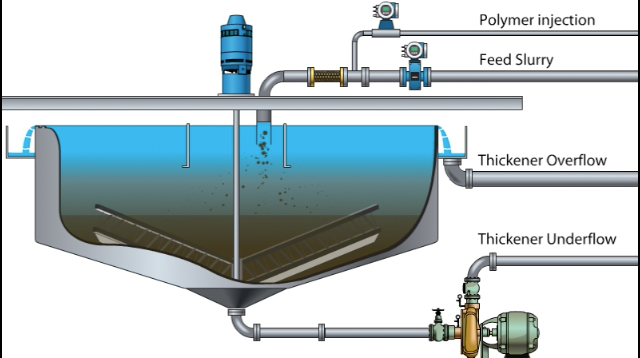 Polymer injection
Feed Slurry
Thickener Overflow
Thickener Underflow